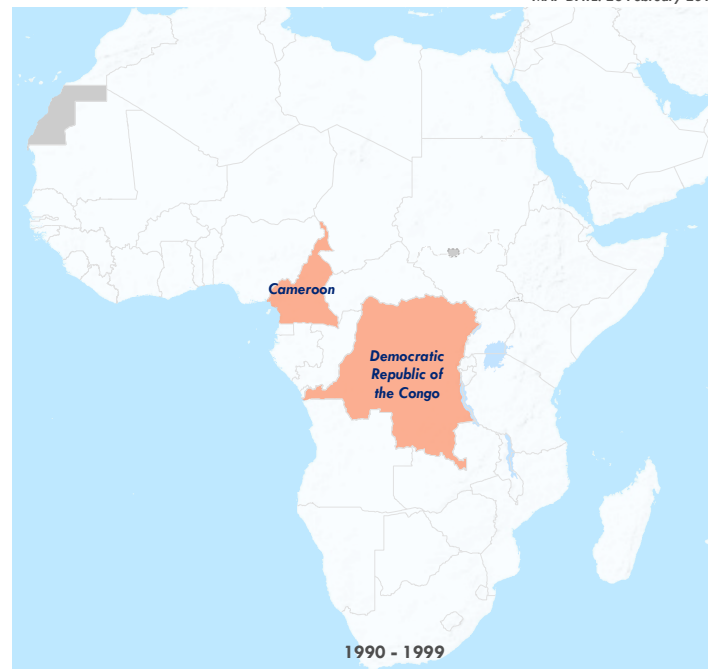 Cameroon
Democratic
Republic of
the Congo
1990 - 1999